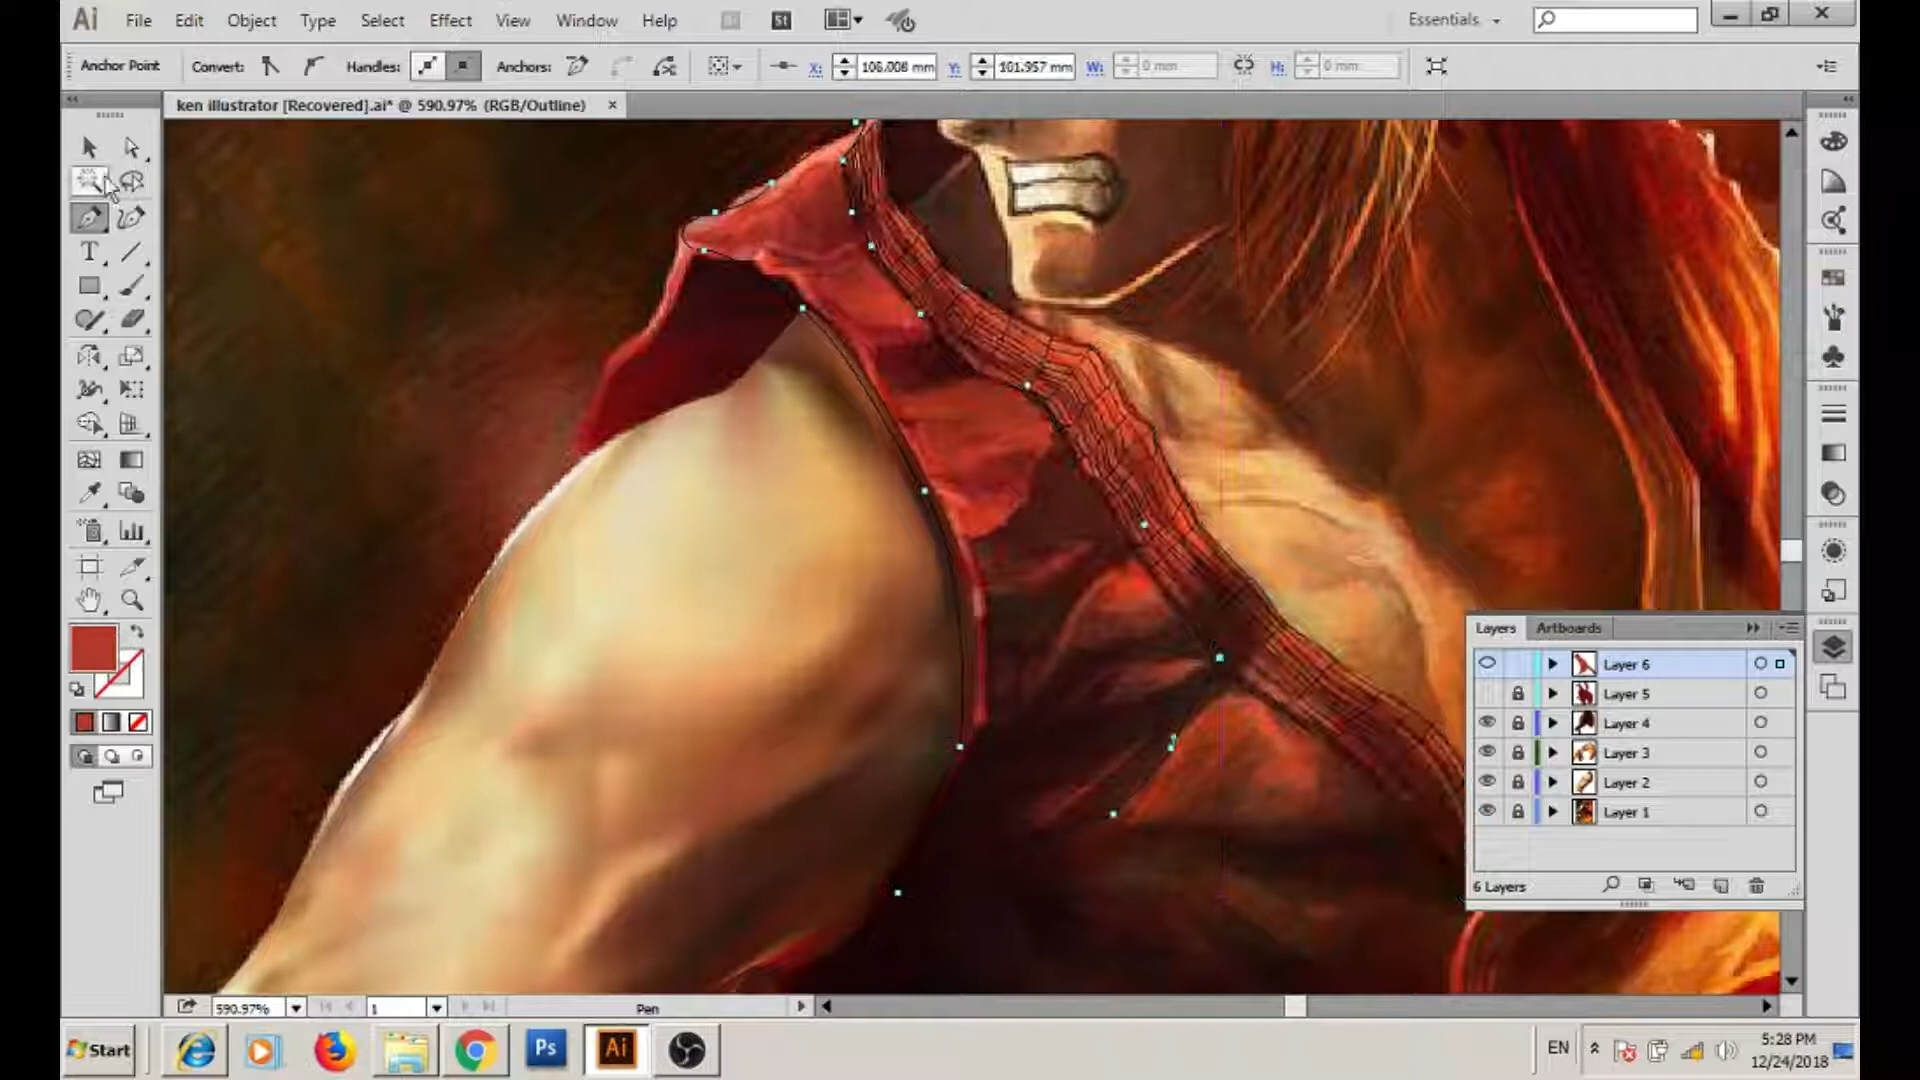 Ai File Edit Object Type Select Effect View Window Help St Essentials
Anchor Point Convert: Handles: Anchors: X: 106.006 mm Y: 161.957 mm W: 0 mm H: 0 mm
ken illustrator [Recovered].ai* @ 590.97% (RGB/Outline) ×
T
Layers Artboards
Layer 6
Layer 5
Layer 4
Layer 3
Layer 2
Layer 1
6 Layers
590.97% 1 Pen
Start Ps Ai EN 5:28 PM
12/24/2018